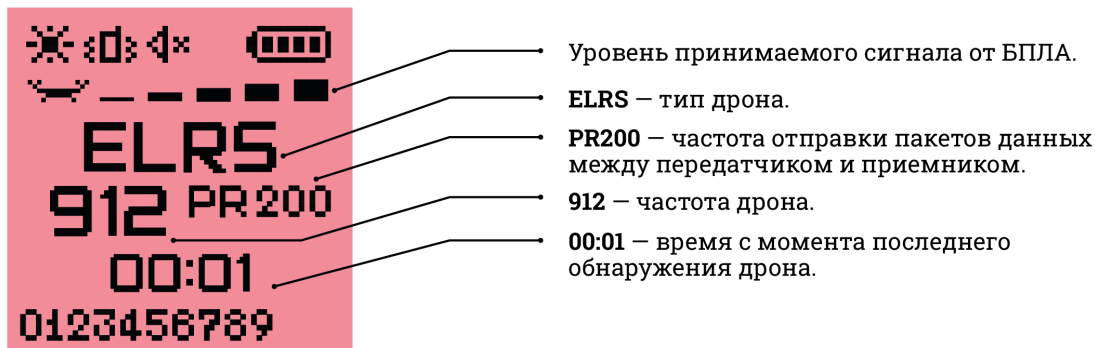 Уровень принимаемого сигнала от БПЛА.
ELRS — тип дрона.
PR200 — частота отправки пакетов данных
между передатчиком и приемником.
912 — частота дрона.
00:01 — время с момента последнего
обнаружения дрона.
ELRS
912 PR200
00:01
0123456789